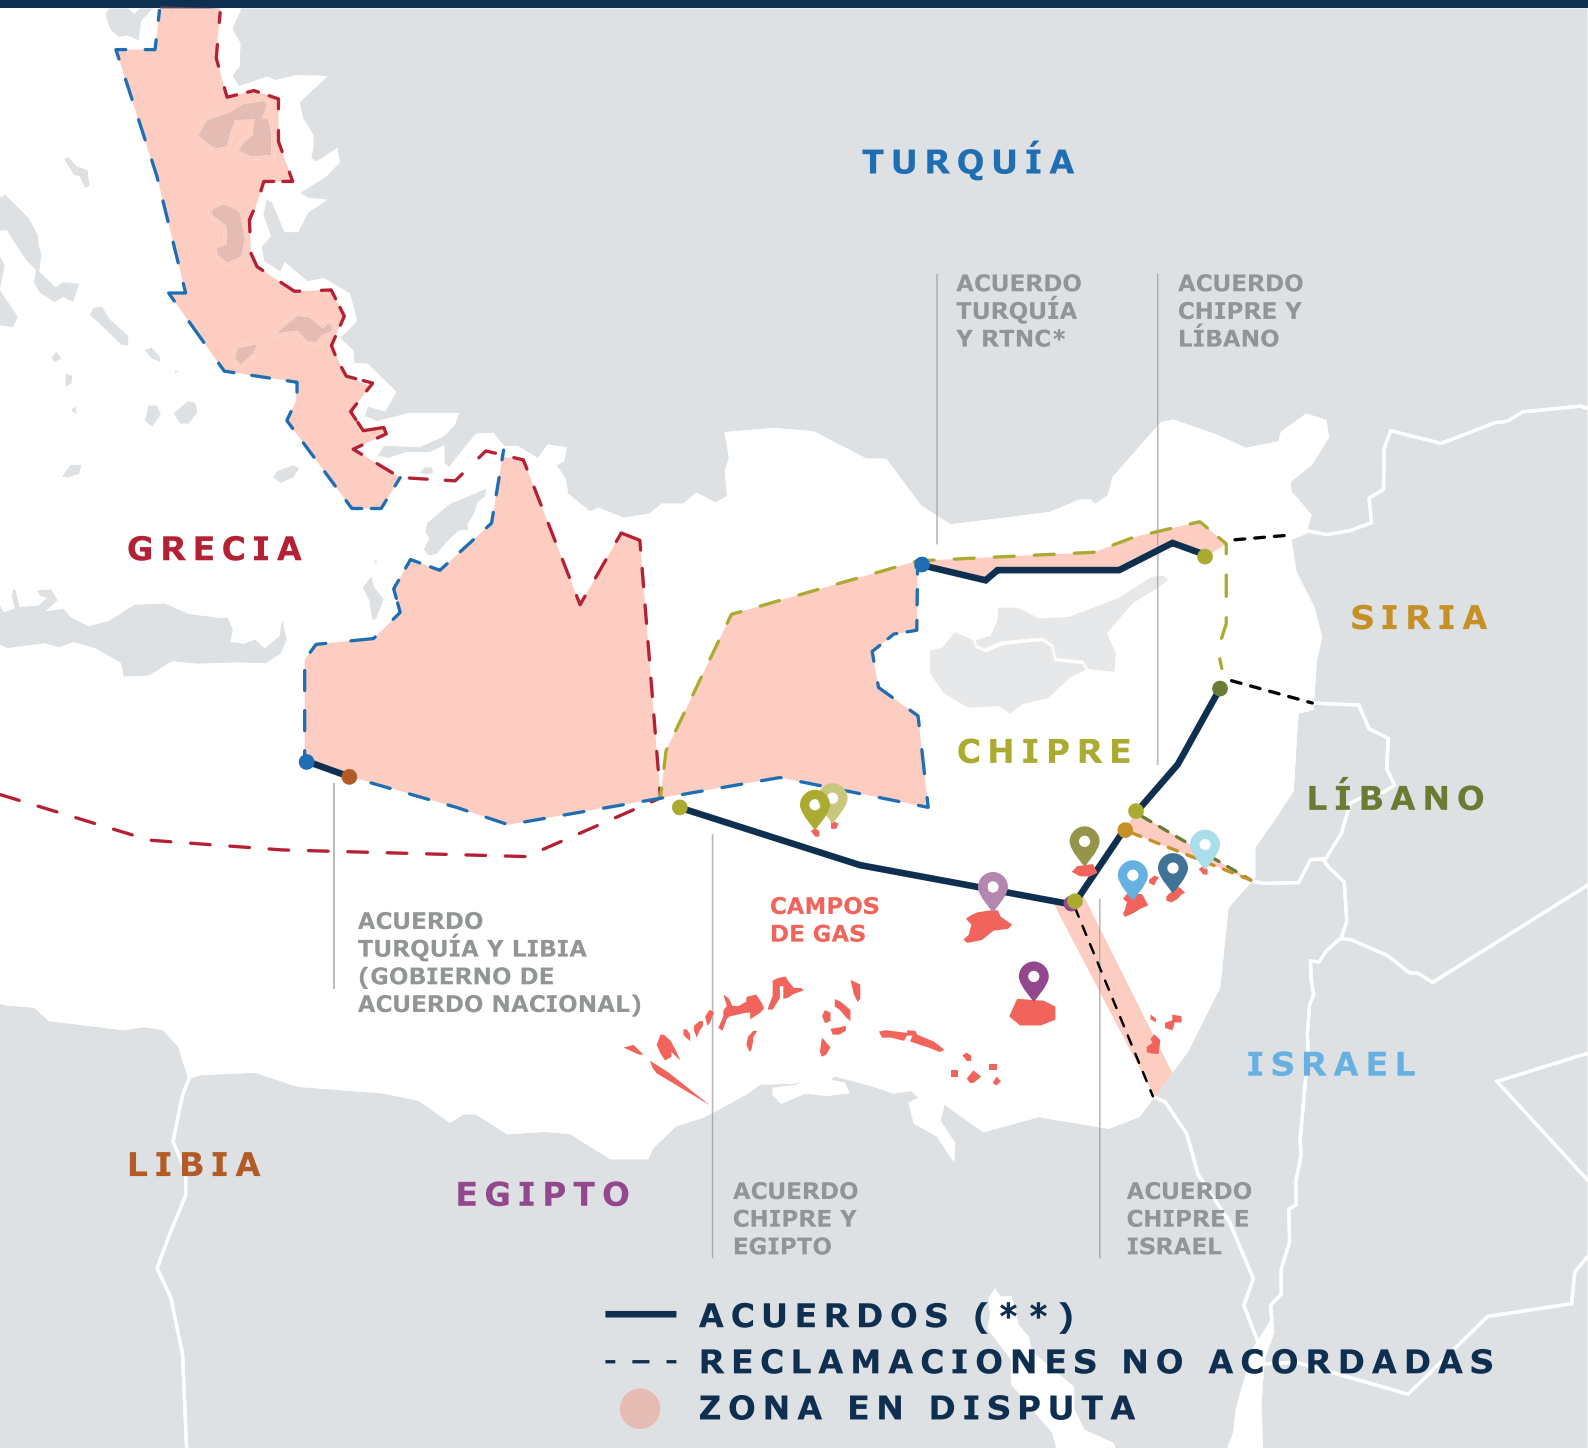 TURQUÍA
ACUERDO
TURQUÍA
Y RTNC*
ACUERDO
CHIPRE Y
LÍBANO
GRECIA
SIRIA
CHIPRE
LÍBANO
CAMPOS
DE GAS
ACUERDO
TURQUÍA Y LIBIA
(GOBIERNO DE
ACUERDO NACIONAL)
ISRAEL
LIBIA
EGIPTO
ACUERDO
CHIPRE Y
EGIPTO
ACUERDO
CHIPRE E
ISRAEL
ACUERDOS (**)
RECLAMACIONES NO ACORDADAS
ZONA EN DISPUTA